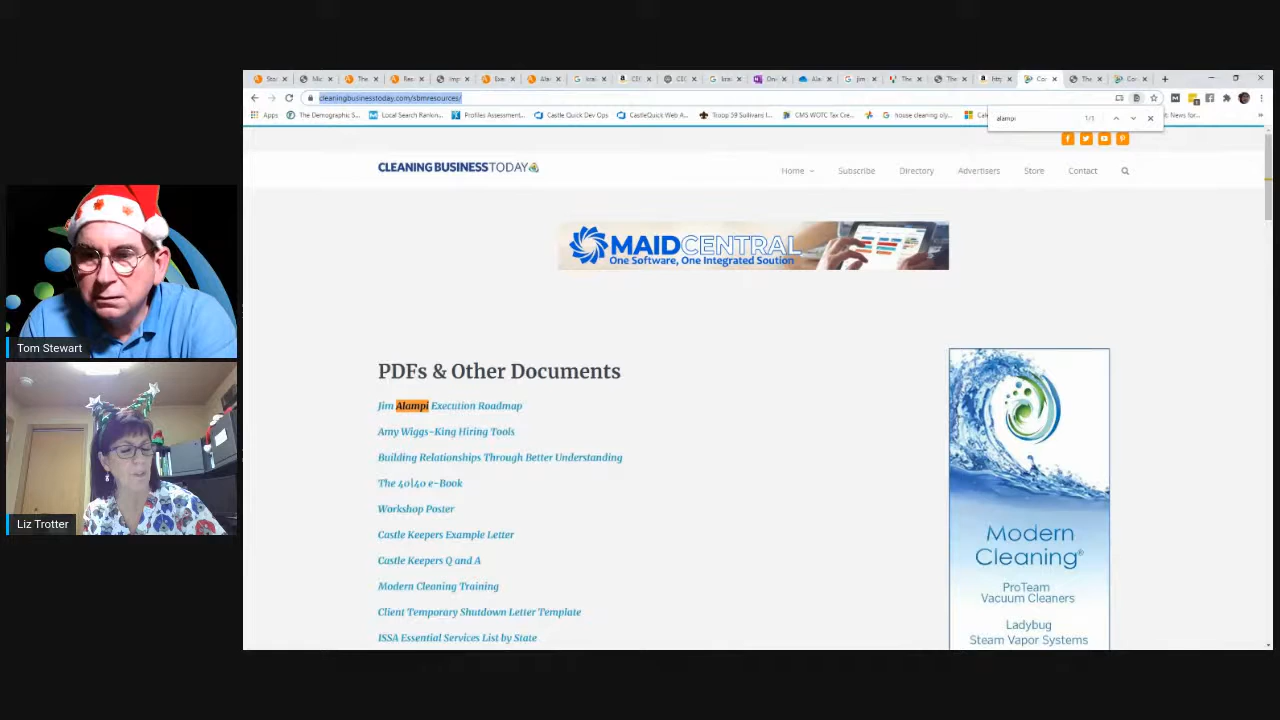 Tom Stewart
Liz Trotter
cleaningbusinesstoday.com/sbmresources/
Apps
The Demographic S...
Local Search Rankin...
Profiles Assessment...
Castle Quick Dev Ops
CastleQuick Web A...
Troop 39 Sullivans I...
CMS WOTC Tax Cre...
house cleaning oly...
alampi
1/1
CLEANING BUSINESS TODAY
Home
Subscribe
Directory
Advertisers
Store
Contact
MAIDCENTRAL
One Software, One Integrated Soution
PDFs & Other Documents
Jim Alampi Execution Roadmap
Amy Wiggs-King Hiring Tools
Building Relationships Through Better Understanding
The 40|40 e-Book
Workshop Poster
Castle Keepers Example Letter
Castle Keepers Q and A
Modern Cleaning Training
Client Temporary Shutdown Letter Template
ISSA Essential Services List by State
Modern
Cleaning®
ProTeam
Vacuum Cleaners
Ladybug
Steam Vapor Systems